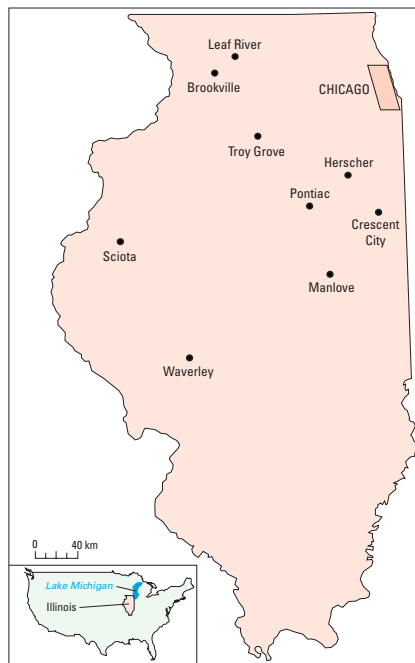 Leaf River
Brookville
CHICAGO
Troy Grove
Herscher
Pontiac
Crescent
City
Sciota
Manlove
Waverley
0 40 km
Lake Michigan
Illinois